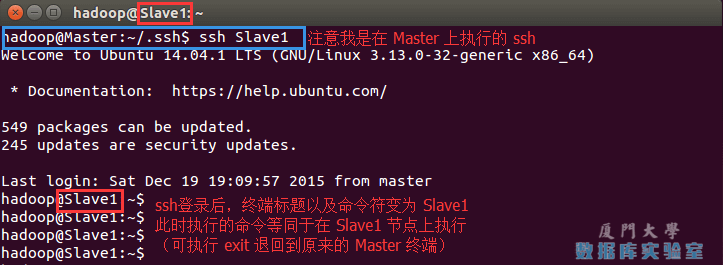 hadoop@Slave1: ~
hadoop@Master:~/.ssh$ ssh Slave1 注意我是在 Master 上执行的 ssh
Welcome to Ubuntu 14.04.1 LTS (GNU/Linux 3.13.0-32-generic x86_64)
* Documentation:  https://help.ubuntu.com/
549 packages can be updated.
245 updates are security updates.
Last login: Sat Dec 19 19:09:57 2015 from master
hadoop@Slave1:~$
hadoop@Slave1:~$
hadoop@Slave1:~$
hadoop@Slave1:~$
ssh登录后，终端标题以及命令符变为 Slave1
此时执行的命令等同于在 Slave1 节点上执行
（可执行 exit 退回到原来的 Master 终端）
厦門大學
数据库实验室